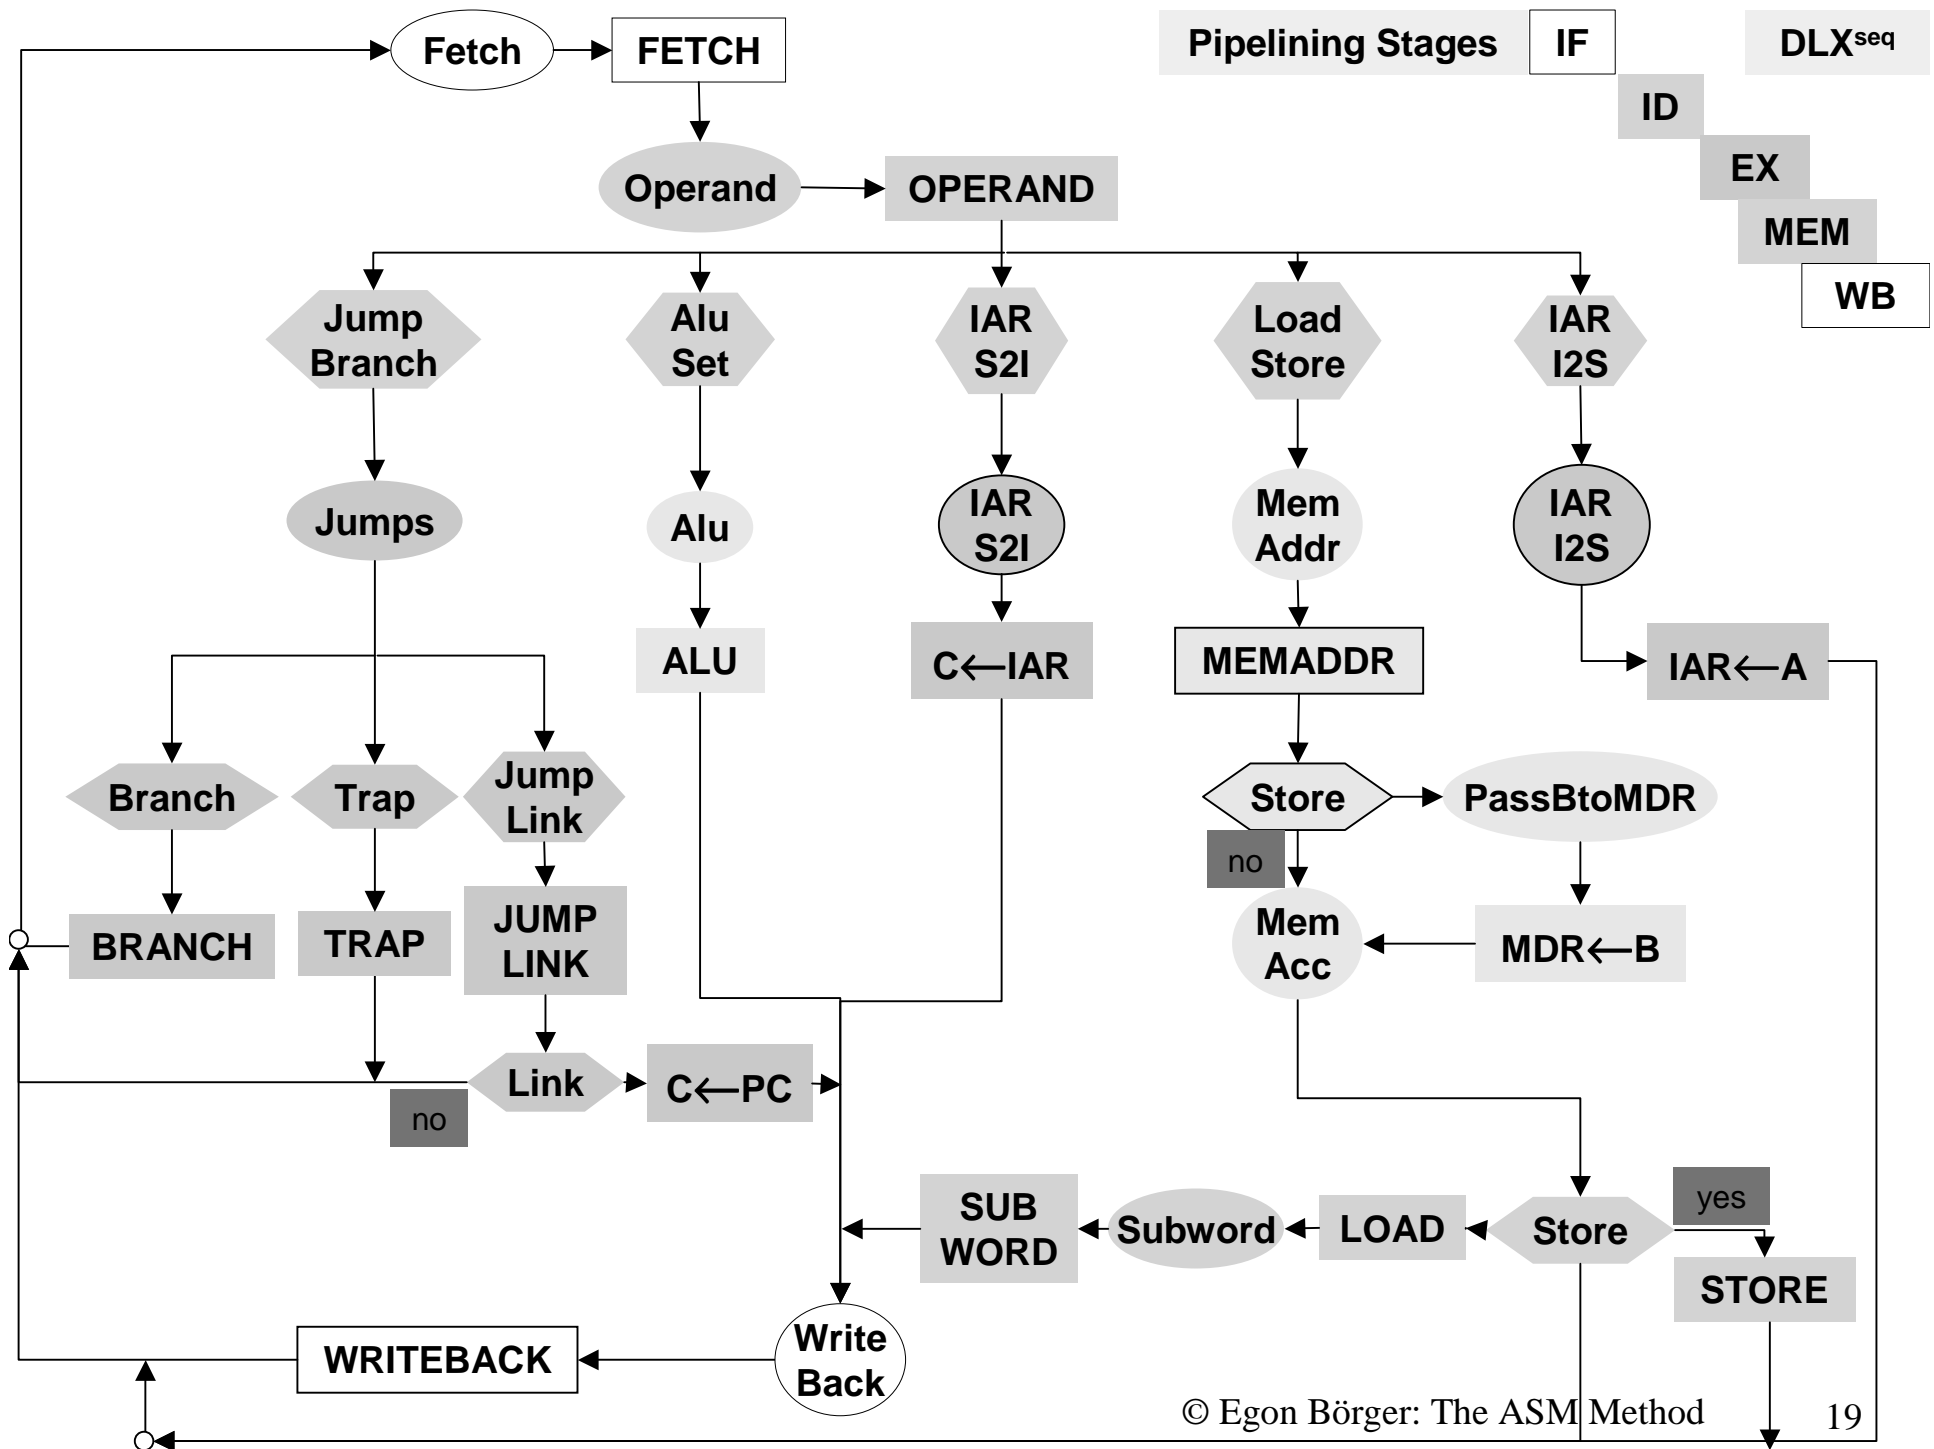 Fetch
FETCH
Pipelining Stages
IF
DLXseq
ID
EX
MEM
WB
Operand
OPERAND
Jump
Branch
Alu
Set
IAR
S2I
Load
Store
IAR
I2S
Jumps
Alu
IAR
S2I
Mem
Addr
IAR
I2S
ALU
C←IAR
MEMADDR
IAR←A
Branch
Trap
Jump
Link
Store
PassBtoMDR
no
BRANCH
TRAP
JUMP
LINK
Mem
Acc
MDR←B
Link
C←PC
no
SUB
WORD
Subword
LOAD
Store
yes
STORE
WRITEBACK
Write
Back
© Egon Börger: The ASM Method
19